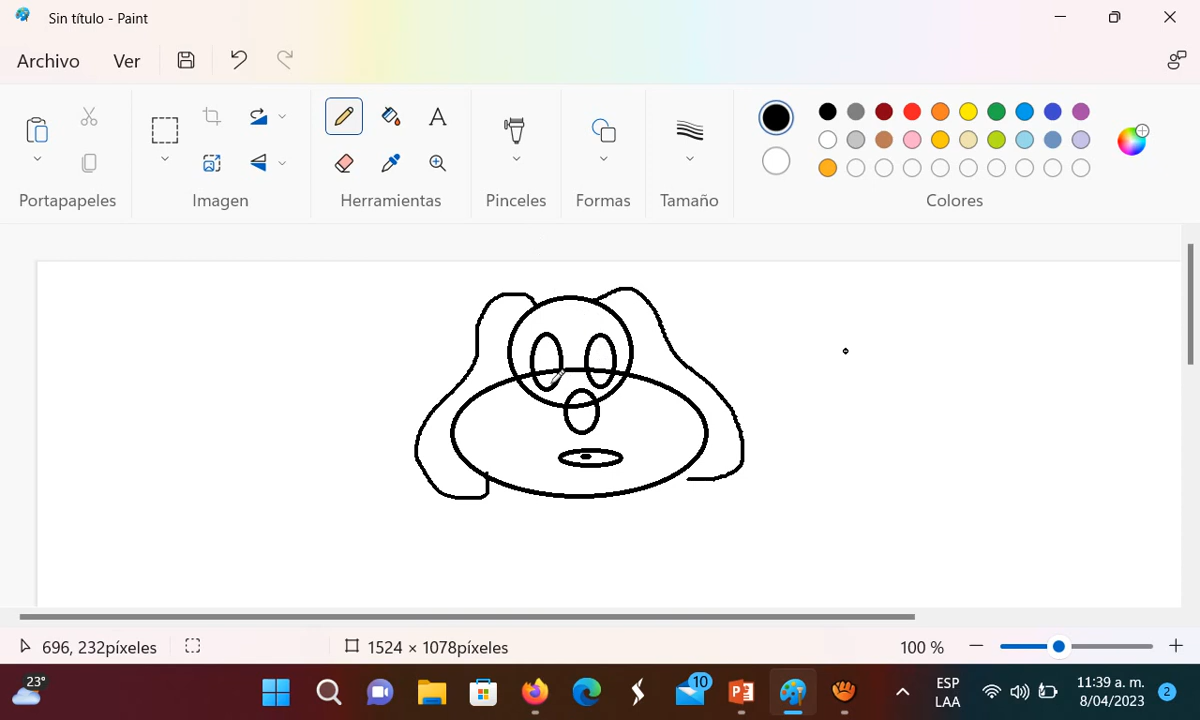 Sin título - Paint
Archivo Ver
Portapapeles Imagen Herramientas Pinceles Formas Tamaño Colores
696, 232píxeles 1524 × 1078píxeles 100 %
23° 10 ESP 11:39 a. m.
LAA 8/04/2023 2